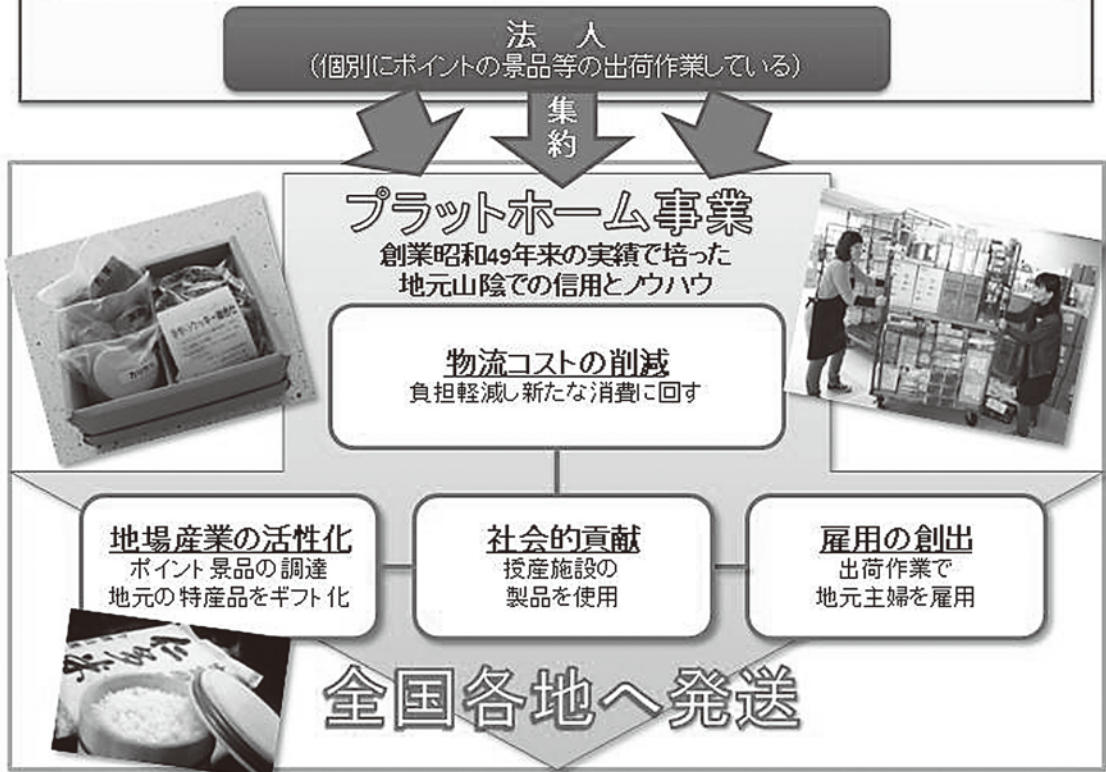 法 人
(個別にポイントの景品等の出荷作業している)
集約
プラットホーム事業
創業昭和49年来の実績で培った
地元山陰での信用とノウハウ
物流コストの削減
負担軽減し新たな消費に回す
地場産業の活性化
ポイント景品の調達
地元の特産品をギフト化
社会的貢献
授産施設の
製品を使用
雇用の創出
出荷作業で
地元主婦を雇用
全国各地へ発送